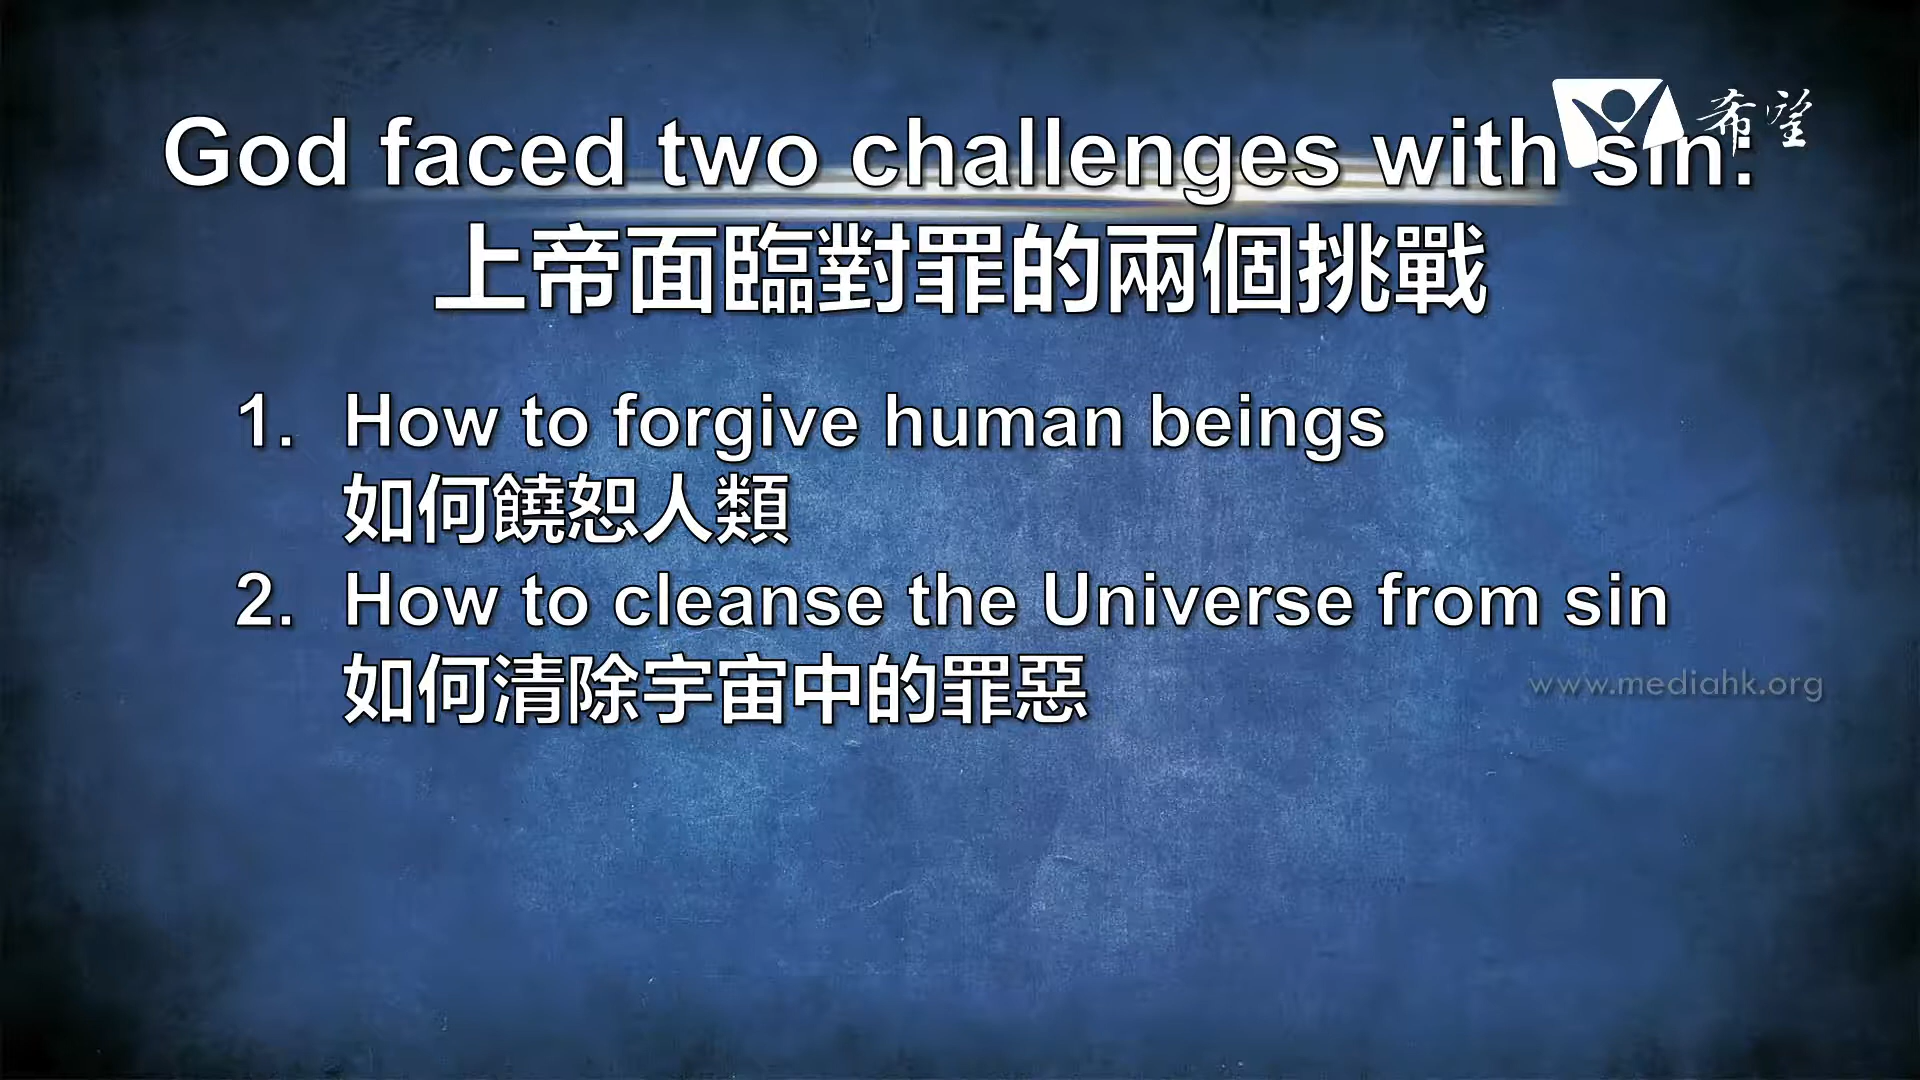 God faced two challenges with sin:
希望
上帝面臨對罪的兩個挑戰
1. How to forgive human beings
如何饒恕人類
2. How to cleanse the Universe from sin
如何清除宇宙中的罪惡
www.mediahk.org